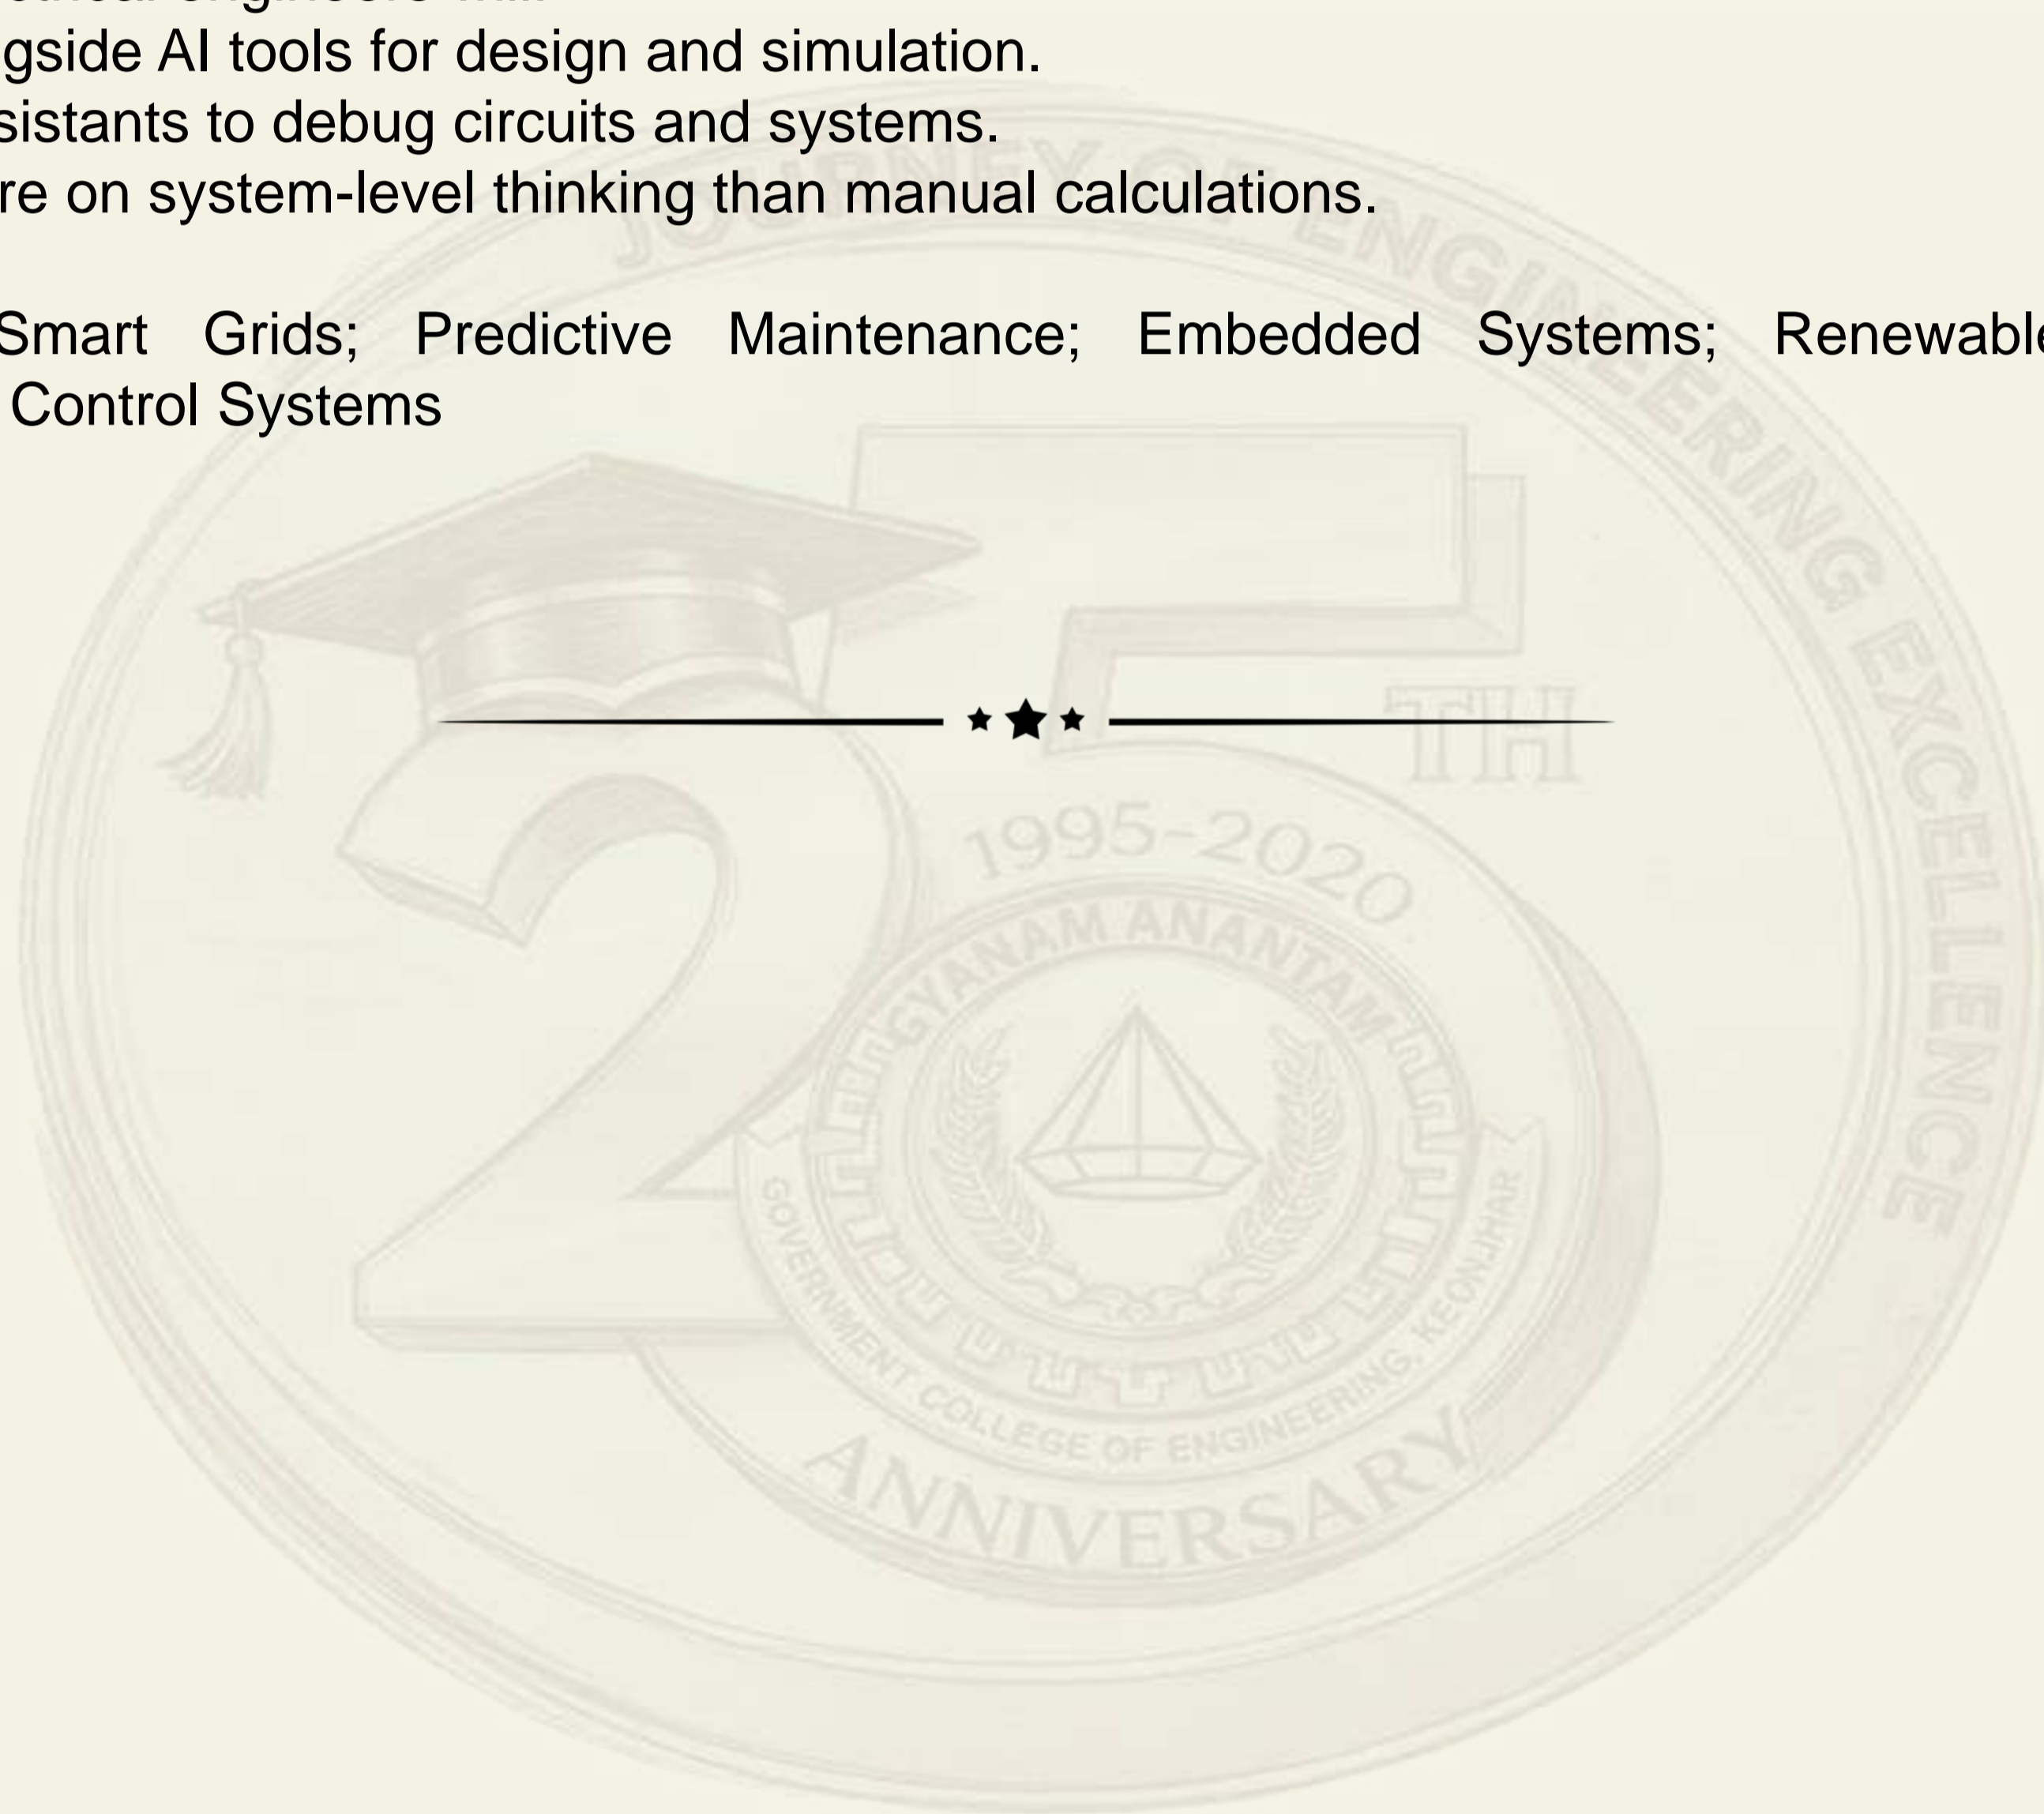 gside AI tools for design and simulation.
sistants to debug circuits and systems.
re on system-level thinking than manual calculations.
Smart Grids; Predictive Maintenance; Embedded Systems; Renewable
Control Systems
JOURNEY OF ENGINEERING EXCELLENCE
TH
25
1995-2020
GYANAM ANANTAM
GOVERNMENT COLLEGE OF ENGINEERING, KEONJHAR
ANNIVERSARY